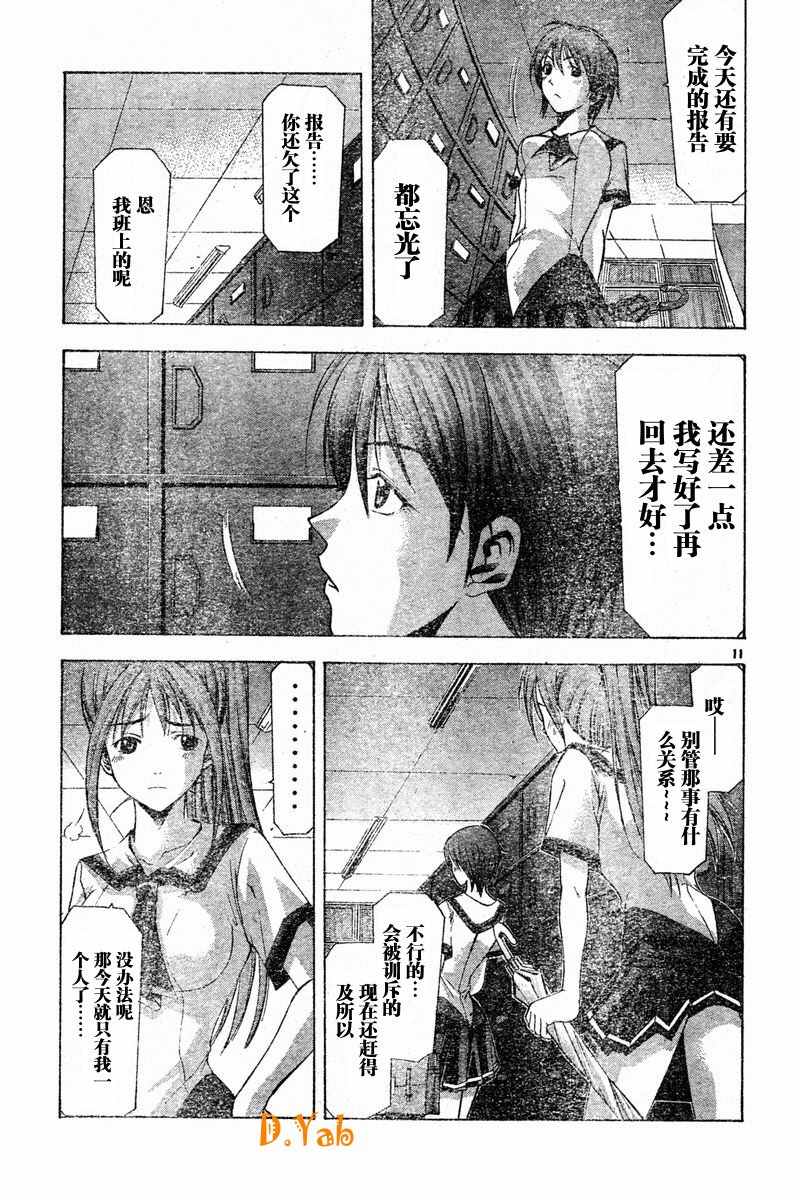 今天还有要
完成的报告
都忘光了
报告……
你还欠了这个
恩
我班上的呢
还差一点
我写好了再
回去才好…
11
哎——
别管那事有什
么关系~~~
不行的…
会被训斥的
现在还赶得
及所以
………
没办法呢
那今天就只有我一
个人了……
D.Yab